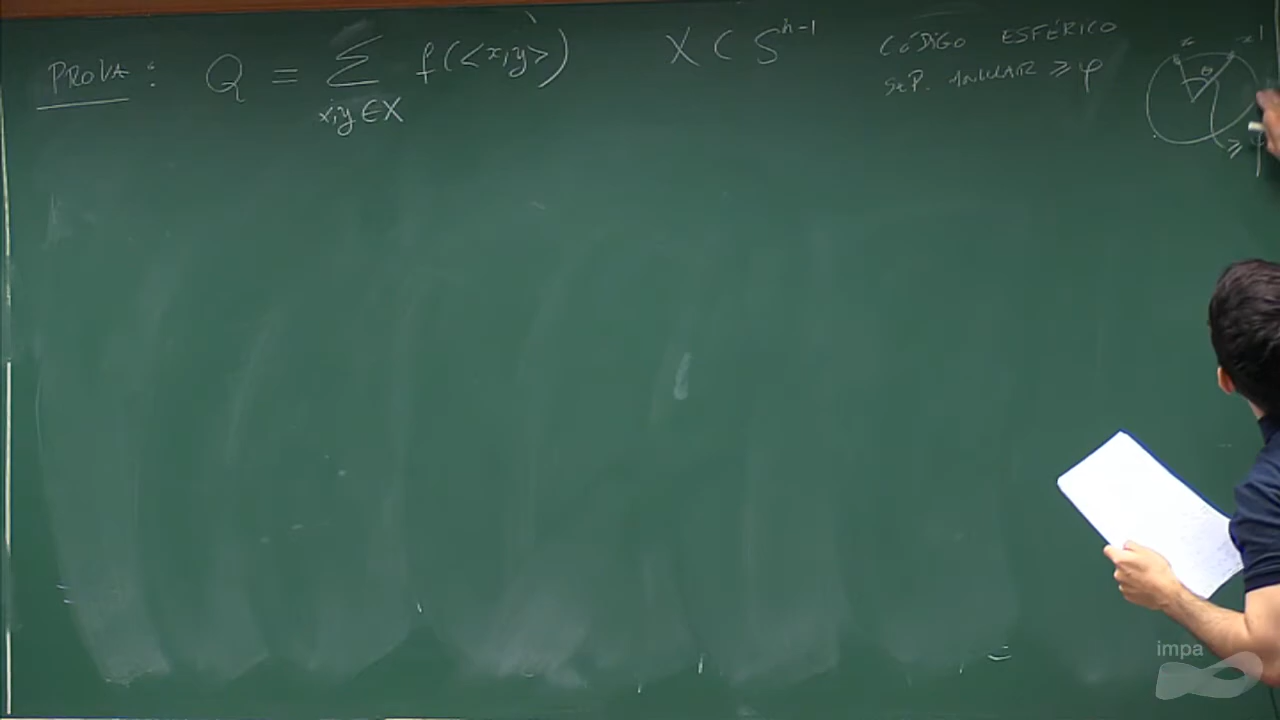 PROVA: Q = ∑ f(<x,y>) X ⊂ S^{n-1} CÓDIGO ESFÉRICO
x,y ∈ X SEP. ANGULAR ≥ φ
x x'
θ
≥ φ
impa